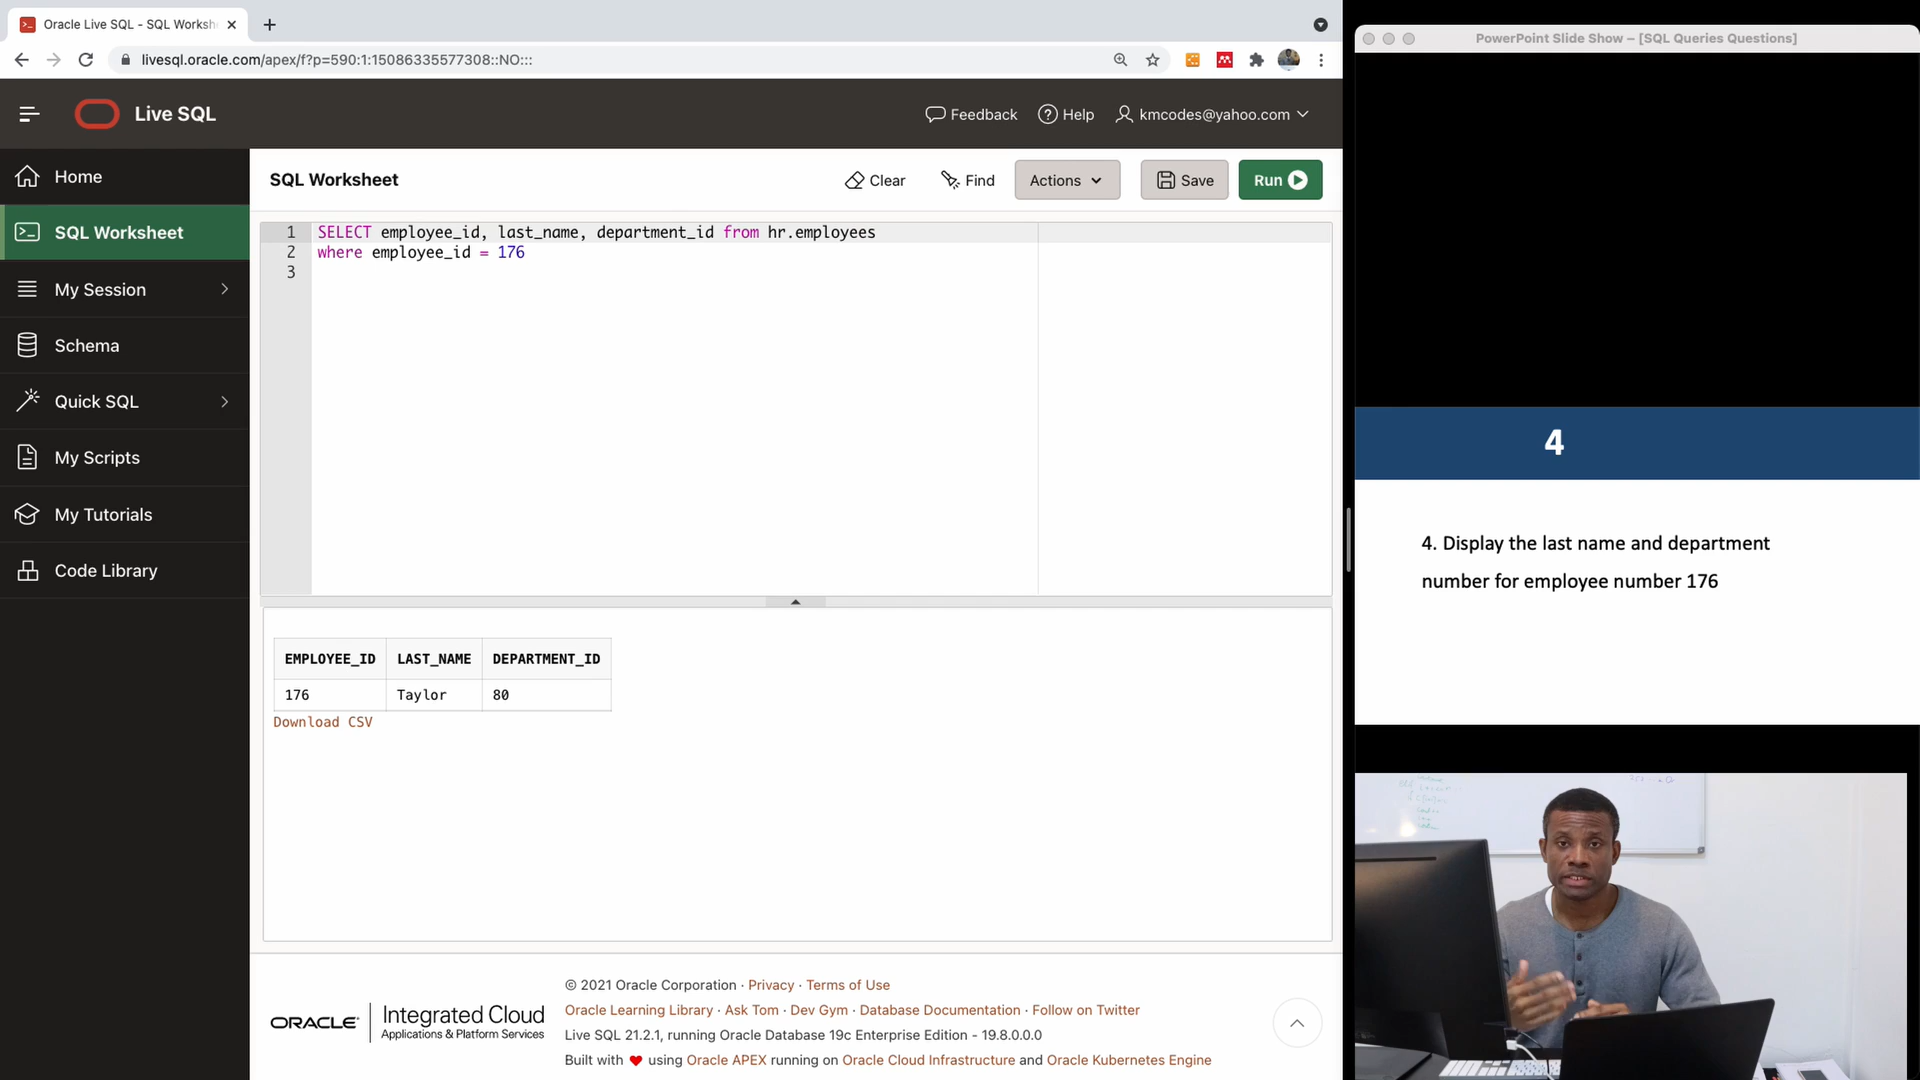 Oracle Live SQL - SQL Worksh
livesql.oracle.com/apex/f?p=590:1:15086335577308::NO:::
Live SQL
Feedback
Help
kmcodes@yahoo.com
Home
SQL Worksheet
My Session
Schema
Quick SQL
My Scripts
My Tutorials
Code Library
SQL Worksheet
Clear
Find
Actions
Save
Run
1 SELECT employee_id, last_name, department_id from hr.employees
2 where employee_id = 176
3
EMPLOYEE_ID LAST_NAME DEPARTMENT_ID
176 Taylor 80
Download CSV
ORACLE
Integrated Cloud
Applications & Platform Services
© 2021 Oracle Corporation · Privacy · Terms of Use
Oracle Learning Library · Ask Tom · Dev Gym · Database Documentation · Follow on Twitter
Live SQL 21.2.1, running Oracle Database 19c Enterprise Edition - 19.8.0.0.0
Built with ♥ using Oracle APEX running on Oracle Cloud Infrastructure and Oracle Kubernetes Engine
PowerPoint Slide Show – [SQL Queries Questions]
4
4. Display the last name and department
number for employee number 176